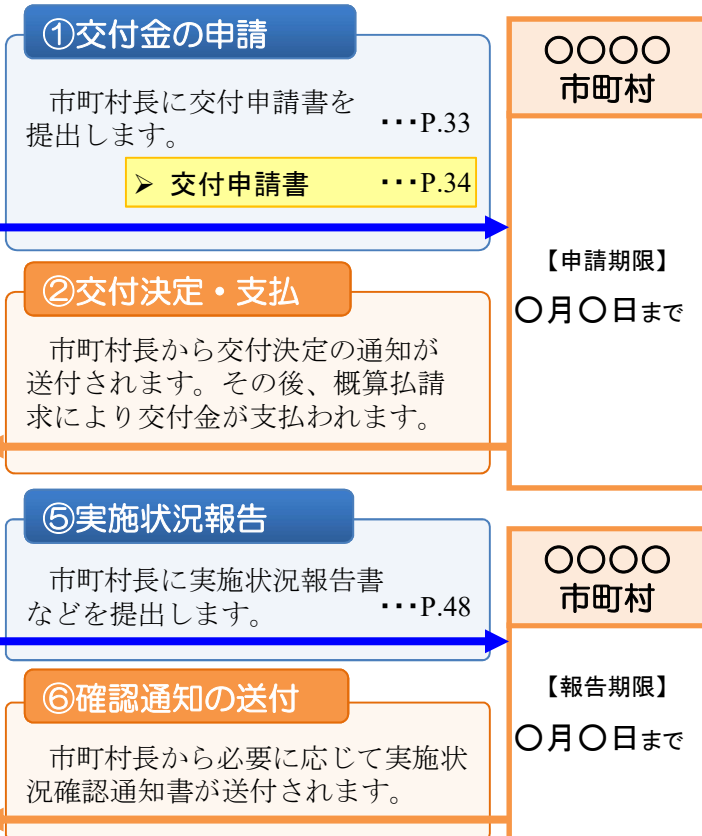 ①交付金の申請
市町村長に交付申請書を
提出します。 ・・・P.33
➢ 交付申請書 ・・・P.34
〇〇〇〇
市町村
【申請期限】
〇月〇日まで
②交付決定・支払
市町村長から交付決定の通知が
送付されます。その後、概算払請
求により交付金が支払われます。
⑤実施状況報告
市町村長に実施状況報告書
などを提出します。 ・・・P.48
〇〇〇〇
市町村
【報告期限】
〇月〇日まで
⑥確認通知の送付
市町村長から必要に応じて実施状
況確認通知書が送付されます。